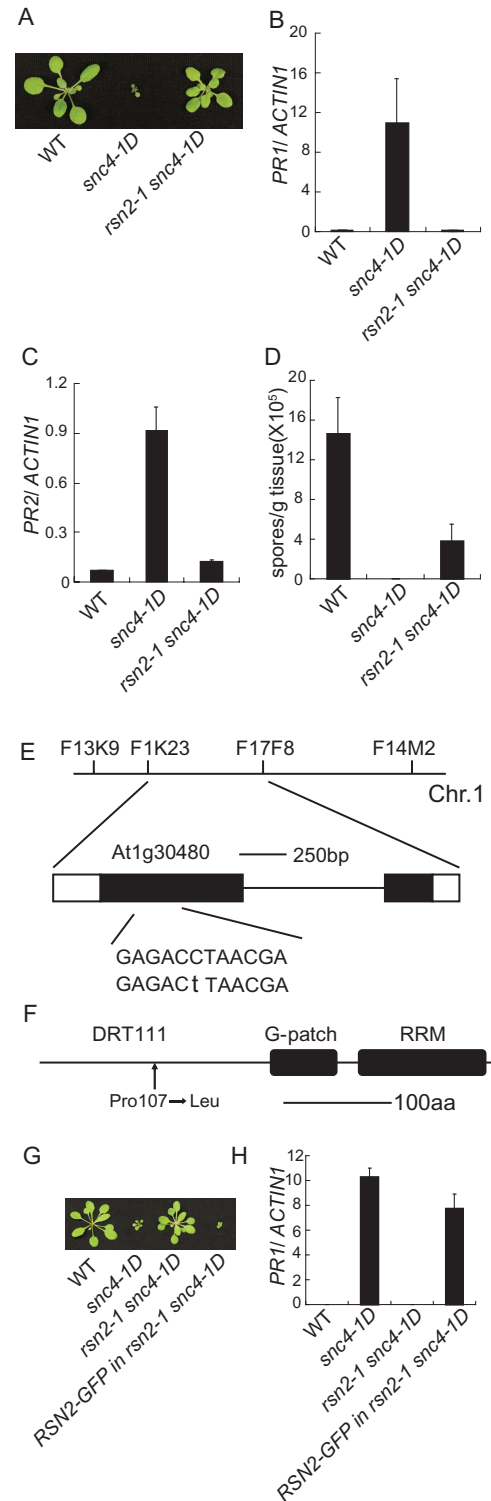 A
WT
snc4-1D
rsn2-1 snc4-1D
B
PR1/ ACTIN1
16
12
8
4
0
WT
snc4-1D
rsn2-1 snc4-1D
C
PR2/ ACTIN1
1.2
0.9
0.6
0.3
0
WT
snc4-1D
rsn2-1 snc4-1D
D
spores/g tissue(X10⁵)
20
16
12
8
4
0
WT
snc4-1D
rsn2-1 snc4-1D
E
F13K9 F1K23 F17F8 F14M2
Chr.1
At1g30480 250bp
GAGACCTAACGA
GAGACt TAACGA
F
DRT111 G-patch RRM
Pro107 Leu
100aa
G
WT
snc4-1D
rsn2-1 snc4-1D
RSN2-GFP in rsn2-1 snc4-1D
H
PR1/ ACTIN1
12
10
8
6
4
2
0
WT
snc4-1D
rsn2-1 snc4-1D
RSN2-GFP in rsn2-1 snc4-1D